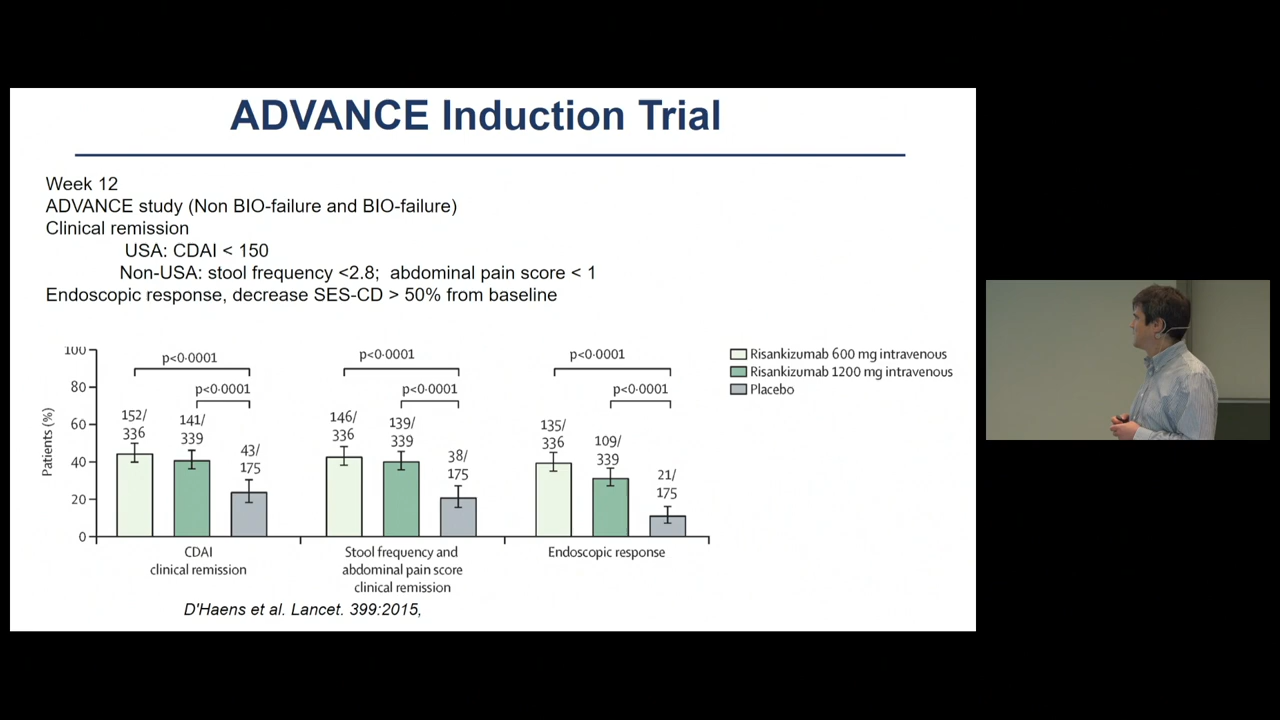 ADVANCE Induction Trial
Week 12
ADVANCE study (Non BIO-failure and BIO-failure)
Clinical remission
USA: CDAI < 150
Non-USA: stool frequency <2.8; abdominal pain score < 1
Endoscopic response, decrease SES-CD > 50% from baseline
Patients (%)
100
80
60
40
20
0
p<0·0001
p<0·0001
152/
336
141/
339
43/
175
CDAI
clinical remission
p<0·0001
p<0·0001
146/
336
139/
339
38/
175
Stool frequency and
abdominal pain score
clinical remission
p<0·0001
p<0·0001
135/
336
109/
339
21/
175
Endoscopic response
Risankizumab 600 mg intravenous
Risankizumab 1200 mg intravenous
Placebo
D'Haens et al. Lancet. 399:2015,